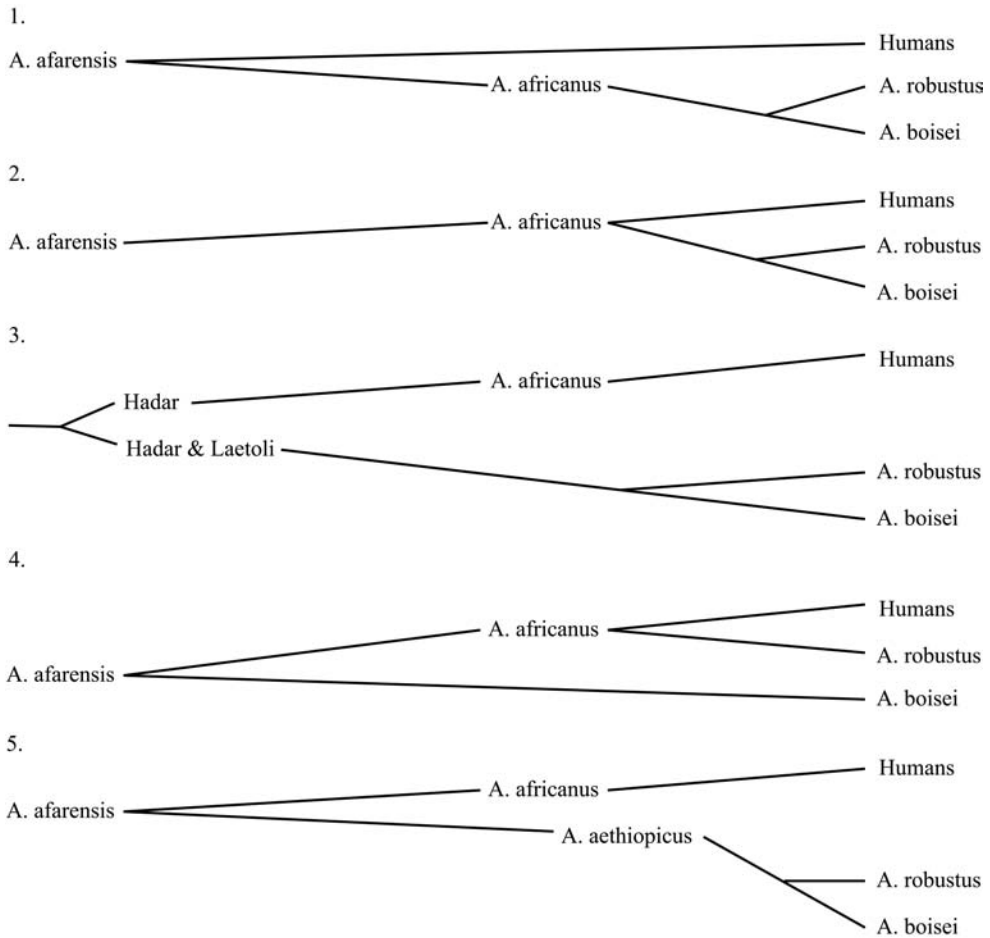 1.
Humans
A. afarensis
A. africanus
A. robustus
A. boisei
2.
Humans
A. africanus
A. afarensis
A. robustus
A. boisei
3.
Humans
A. africanus
Hadar
Hadar & Laetoli
A. robustus
A. boisei
4.
Humans
A. africanus
A. robustus
A. afarensis
A. boisei
5.
Humans
A. africanus
A. afarensis
A. aethiopicus
A. robustus
A. boisei